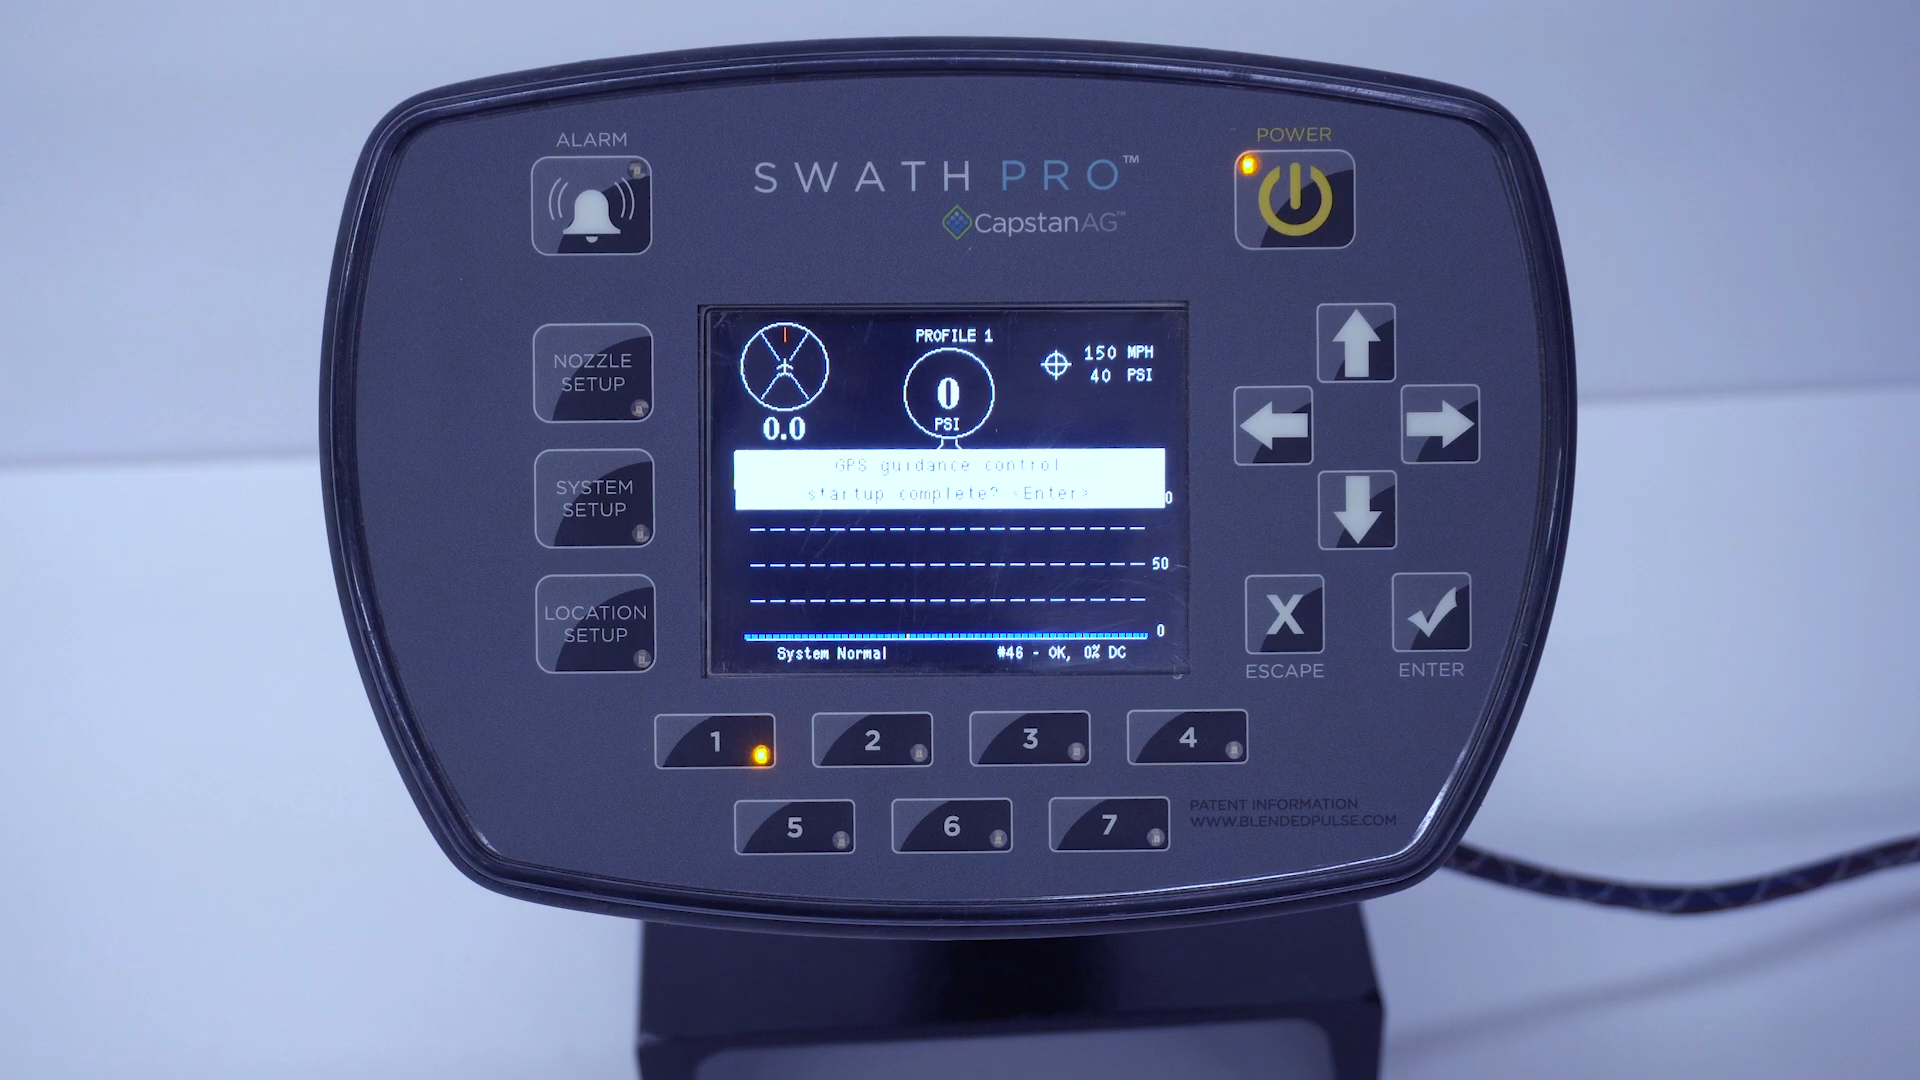 ALARM
POWER
SWATH PRO™
CapstanAG™
NOZZLE
SETUP
SYSTEM
SETUP
LOCATION
SETUP
PROFILE 1
0
PSI
0.0
150 MPH
40 PSI
GPS guidance control
startup complete? <Enter>
0
50
0
System Normal
#46 - OK, 0% DC
X
ESCAPE
ENTER
1
2
3
4
5
6
7
PATENT INFORMATION
WWW.BLENDEDPULSE.COM